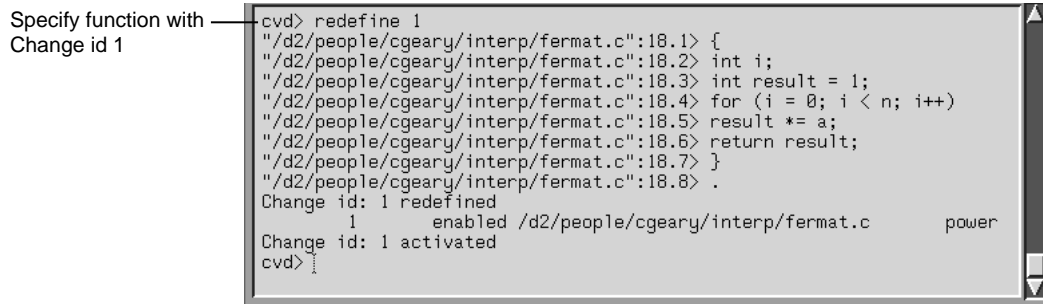 Specify function with
Change id 1
cvd> redefine 1
"/d2/people/cgeary/interp/fermat.c":18.1> {
"/d2/people/cgeary/interp/fermat.c":18.2> int i;
"/d2/people/cgeary/interp/fermat.c":18.3> int result = 1;
"/d2/people/cgeary/interp/fermat.c":18.4> for (i = 0; i < n; i++)
"/d2/people/cgeary/interp/fermat.c":18.5> result *= a;
"/d2/people/cgeary/interp/fermat.c":18.6> return result;
"/d2/people/cgeary/interp/fermat.c":18.7> }
"/d2/people/cgeary/interp/fermat.c":18.8> .
Change id: 1 redefined
1 enabled /d2/people/cgeary/interp/fermat.c power
Change id: 1 activated
cvd>